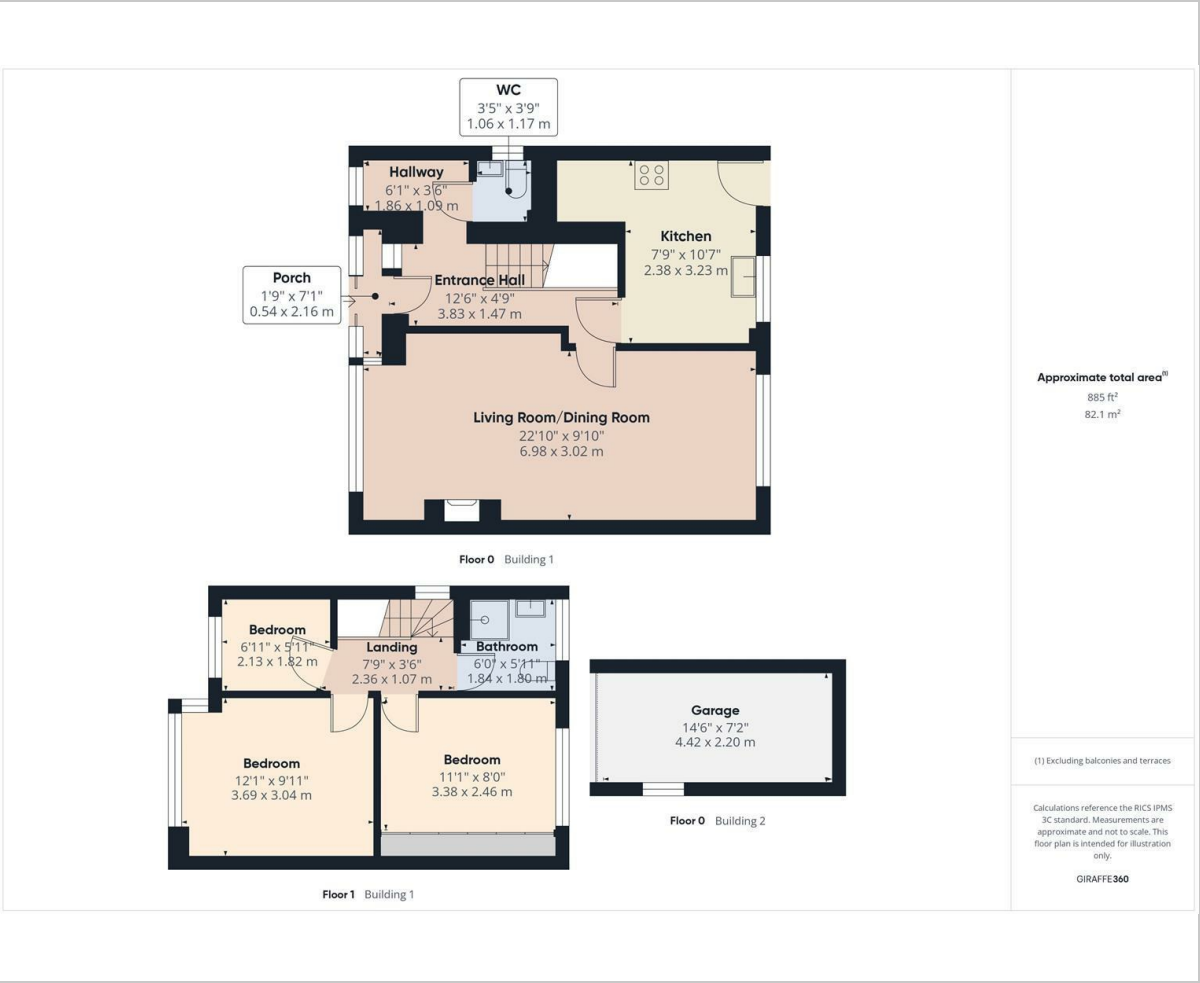 WC
3'5" x 3'9"
1.06 x 1.17 m
Hallway
6'1" x 3'6"
1.86 x 1.09 m
Kitchen
7'9" x 10'7"
2.38 x 3.23 m
Porch
1'9" x 7'1"
0.54 x 2.16 m
Entrance Hall
12'6" x 4'9"
3.83 x 1.47 m
Living Room/Dining Room
22'10" x 9'10"
6.98 x 3.02 m
Floor 0 Building 1
Bedroom
6'11" x 5'11"
2.13 x 1.82 m
Landing
7'9" x 3'6"
2.36 x 1.07 m
Bathroom
6'0" x 5'11"
1.84 x 1.80 m
Bedroom
12'1" x 9'11"
3.69 x 3.04 m
Bedroom
11'1" x 8'0"
3.38 x 2.46 m
Floor 1 Building 1
Garage
14'6" x 7'2"
4.42 x 2.20 m
Floor 0 Building 2
Approximate total area(1)
885 ft²
82.1 m²
(1) Excluding balconies and terraces
Calculations reference the RICS IPMS
3C standard. Measurements are
approximate and not to scale. This
floor plan is intended for illustration
only.
GIRAFFE360